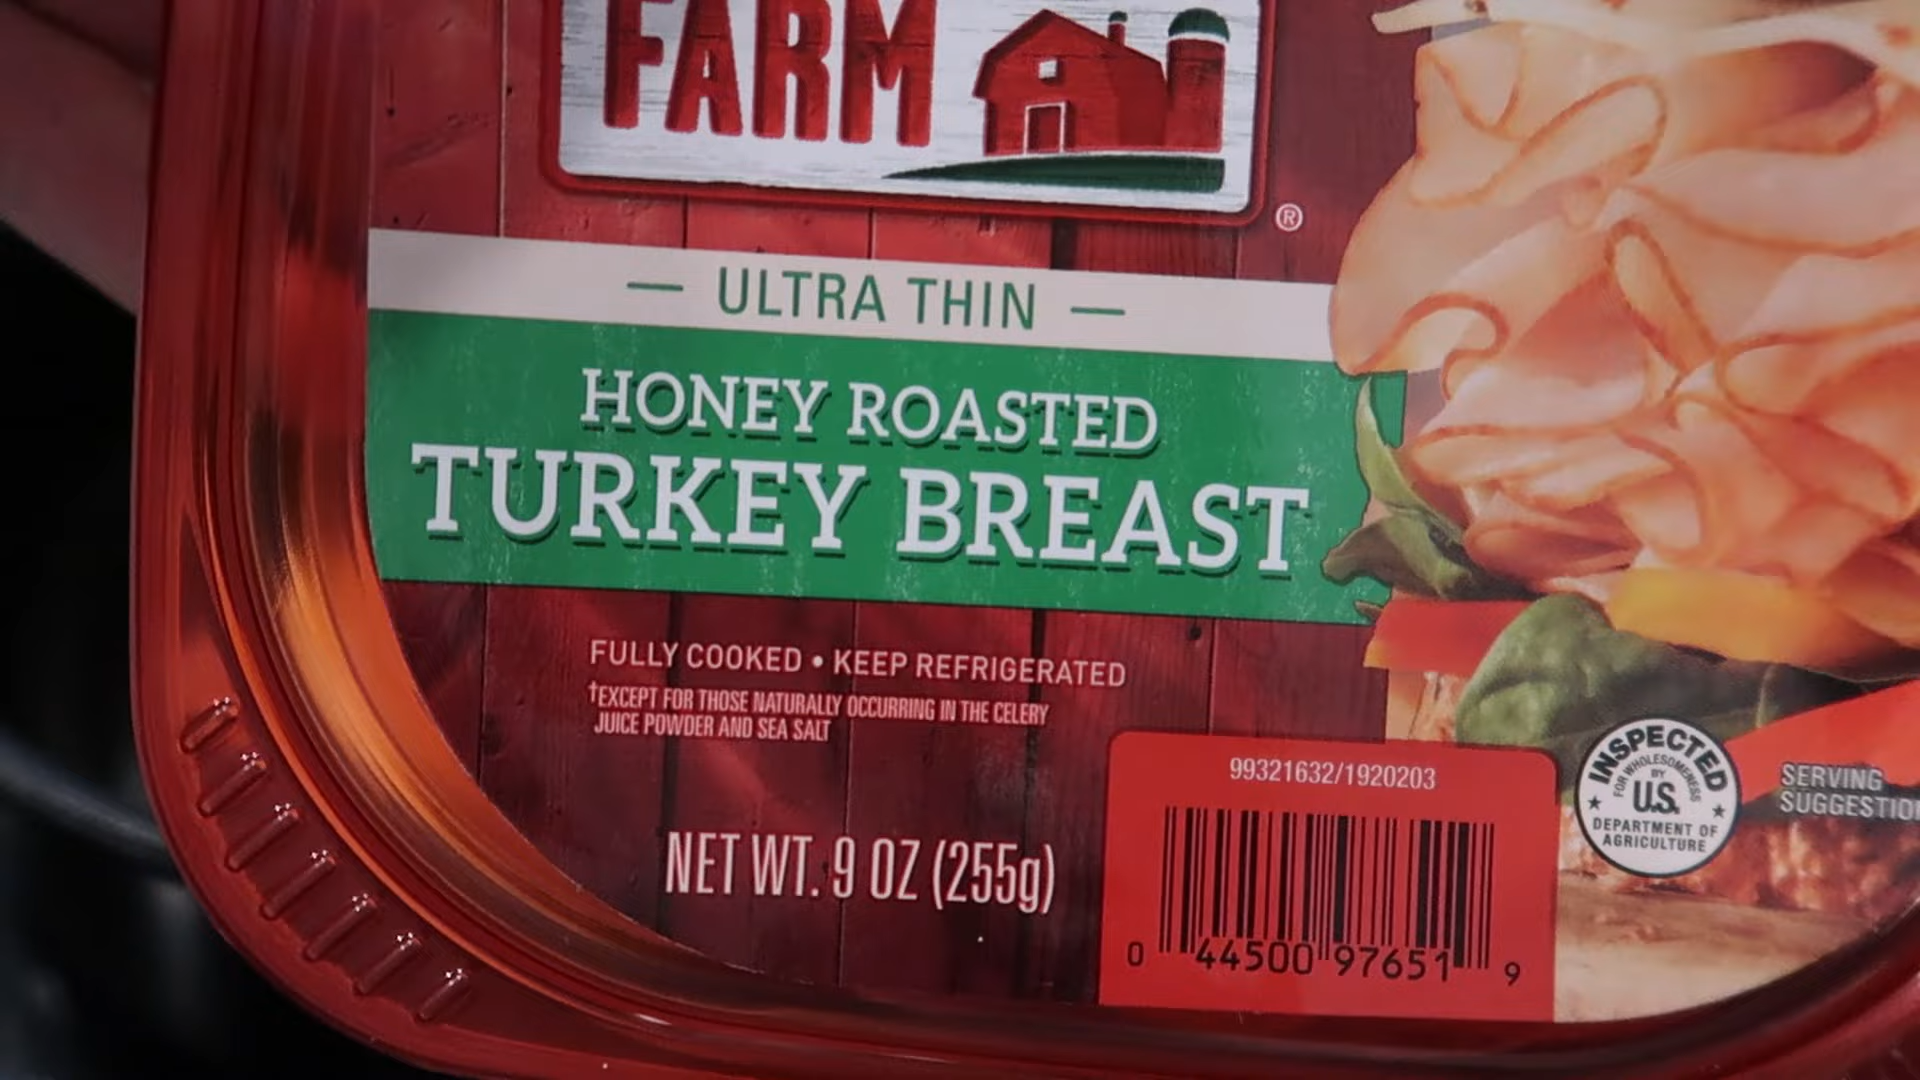 FARM
®
— ULTRA THIN —
HONEY ROASTED
TURKEY BREAST
FULLY COOKED • KEEP REFRIGERATED
†EXCEPT FOR THOSE NATURALLY OCCURRING IN THE CELERY
JUICE POWDER AND SEA SALT
NET WT. 9 OZ (255g)
99321632/1920203
0 44500 97651 9
INSPECTED
FOR WHOLESOMENESS
BY
U.S.
DEPARTMENT OF
AGRICULTURE
SERVING
SUGGESTIO